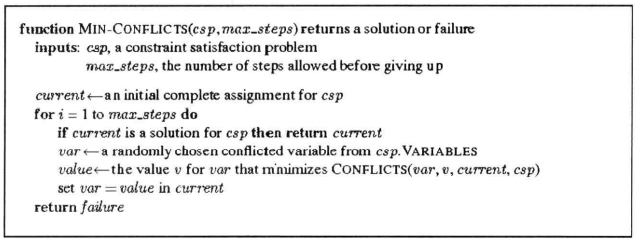 function MIN-CONFLICTS(csp, max_steps) returns a solution or failure
inputs: csp, a constraint satisfaction problem
max_steps, the number of steps allowed before giving up
current ← an initial complete assignment for csp
for i = 1 to max_steps do
if current is a solution for csp then return current
var ← a randomly chosen conflicted variable from csp.VARIABLES
value ← the value v for var that minimizes CONFLICTS(var, v, current, csp)
set var = value in current
return failure